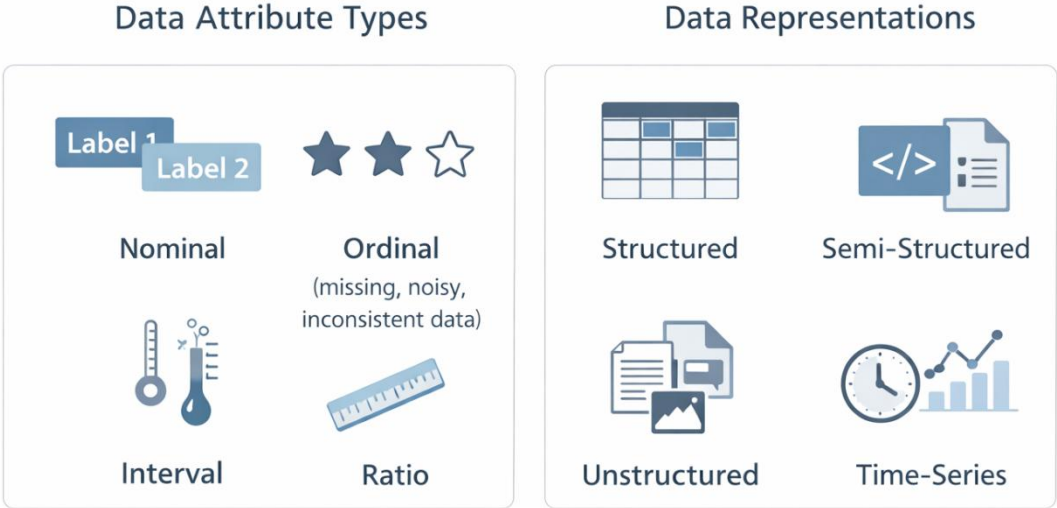 Data Attribute Types
Data Representations
Label 1
Label 2
Nominal
Ordinal
(missing, noisy,
inconsistent data)
Interval
Ratio
</>
Structured
Semi-Structured
Unstructured
Time-Series